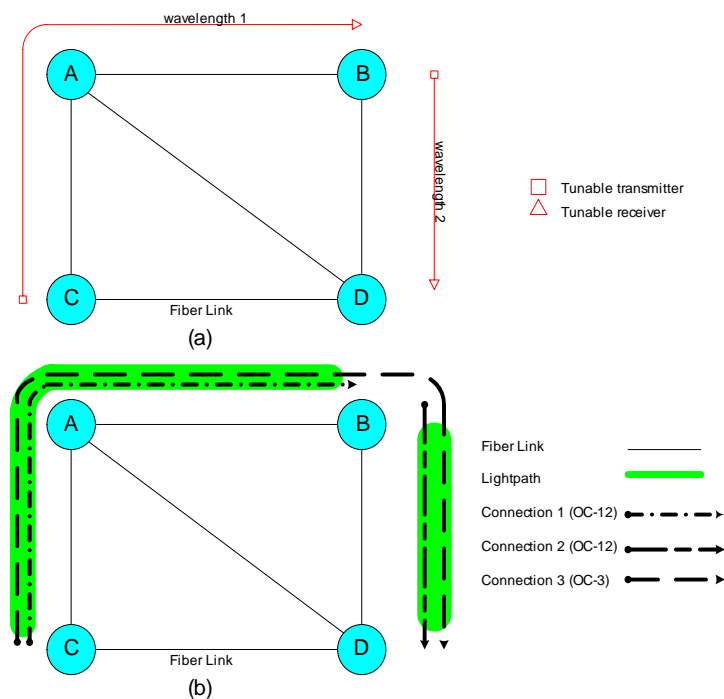 wavelength 1
A
B
wavelength 2
Tunable transmitter
Tunable receiver
C
D
Fiber Link
(a)
A
B
Fiber Link
Lightpath
Connection 1 (OC-12)
Connection 2 (OC-12)
Connection 3 (OC-3)
C
D
Fiber Link
(b)